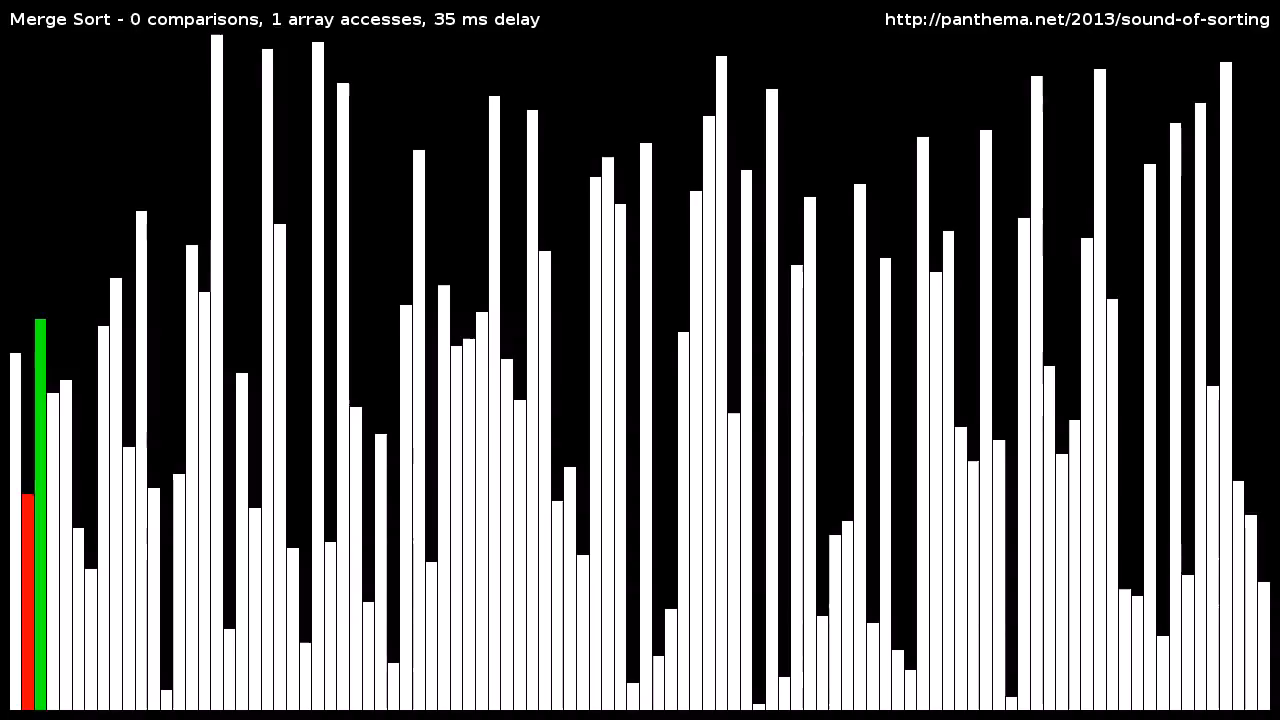 Merge Sort - 0 comparisons, 1 array accesses, 35 ms delay
http://panthema.net/2013/sound-of-sorting